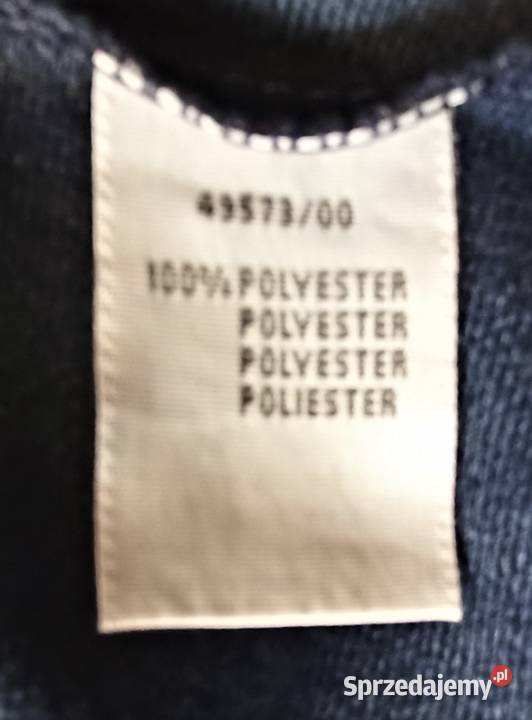 49573/00
100% POLYESTER
POLYESTER
POLYESTER
POLIESTER
Sprzedajemy.pl